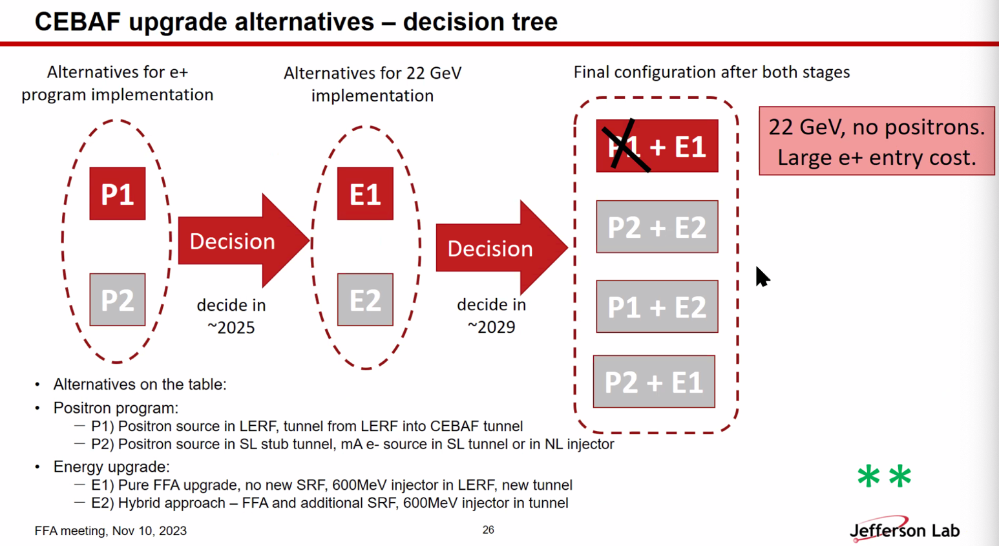 CEBAF upgrade alternatives – decision tree
Alternatives for e+
program implementation
Alternatives for 22 GeV
implementation
Final configuration after both stages
P1
P2
Decision
decide in
~2025
E1
E2
Decision
decide in
~2029
P1 + E1
P2 + E2
P1 + E2
P2 + E1
22 GeV, no positrons.
Large e+ entry cost.
• Alternatives on the table:
• Positron program:
– P1) Positron source in LERF, tunnel from LERF into CEBAF tunnel
– P2) Positron source in SL stub tunnel, mA e- source in SL tunnel or in NL injector
• Energy upgrade:
– E1) Pure FFA upgrade, no new SRF, 600MeV injector in LERF, new tunnel
– E2) Hybrid approach – FFA and additional SRF, 600MeV injector in tunnel
**
FFA meeting, Nov 10, 2023
26
Jefferson Lab